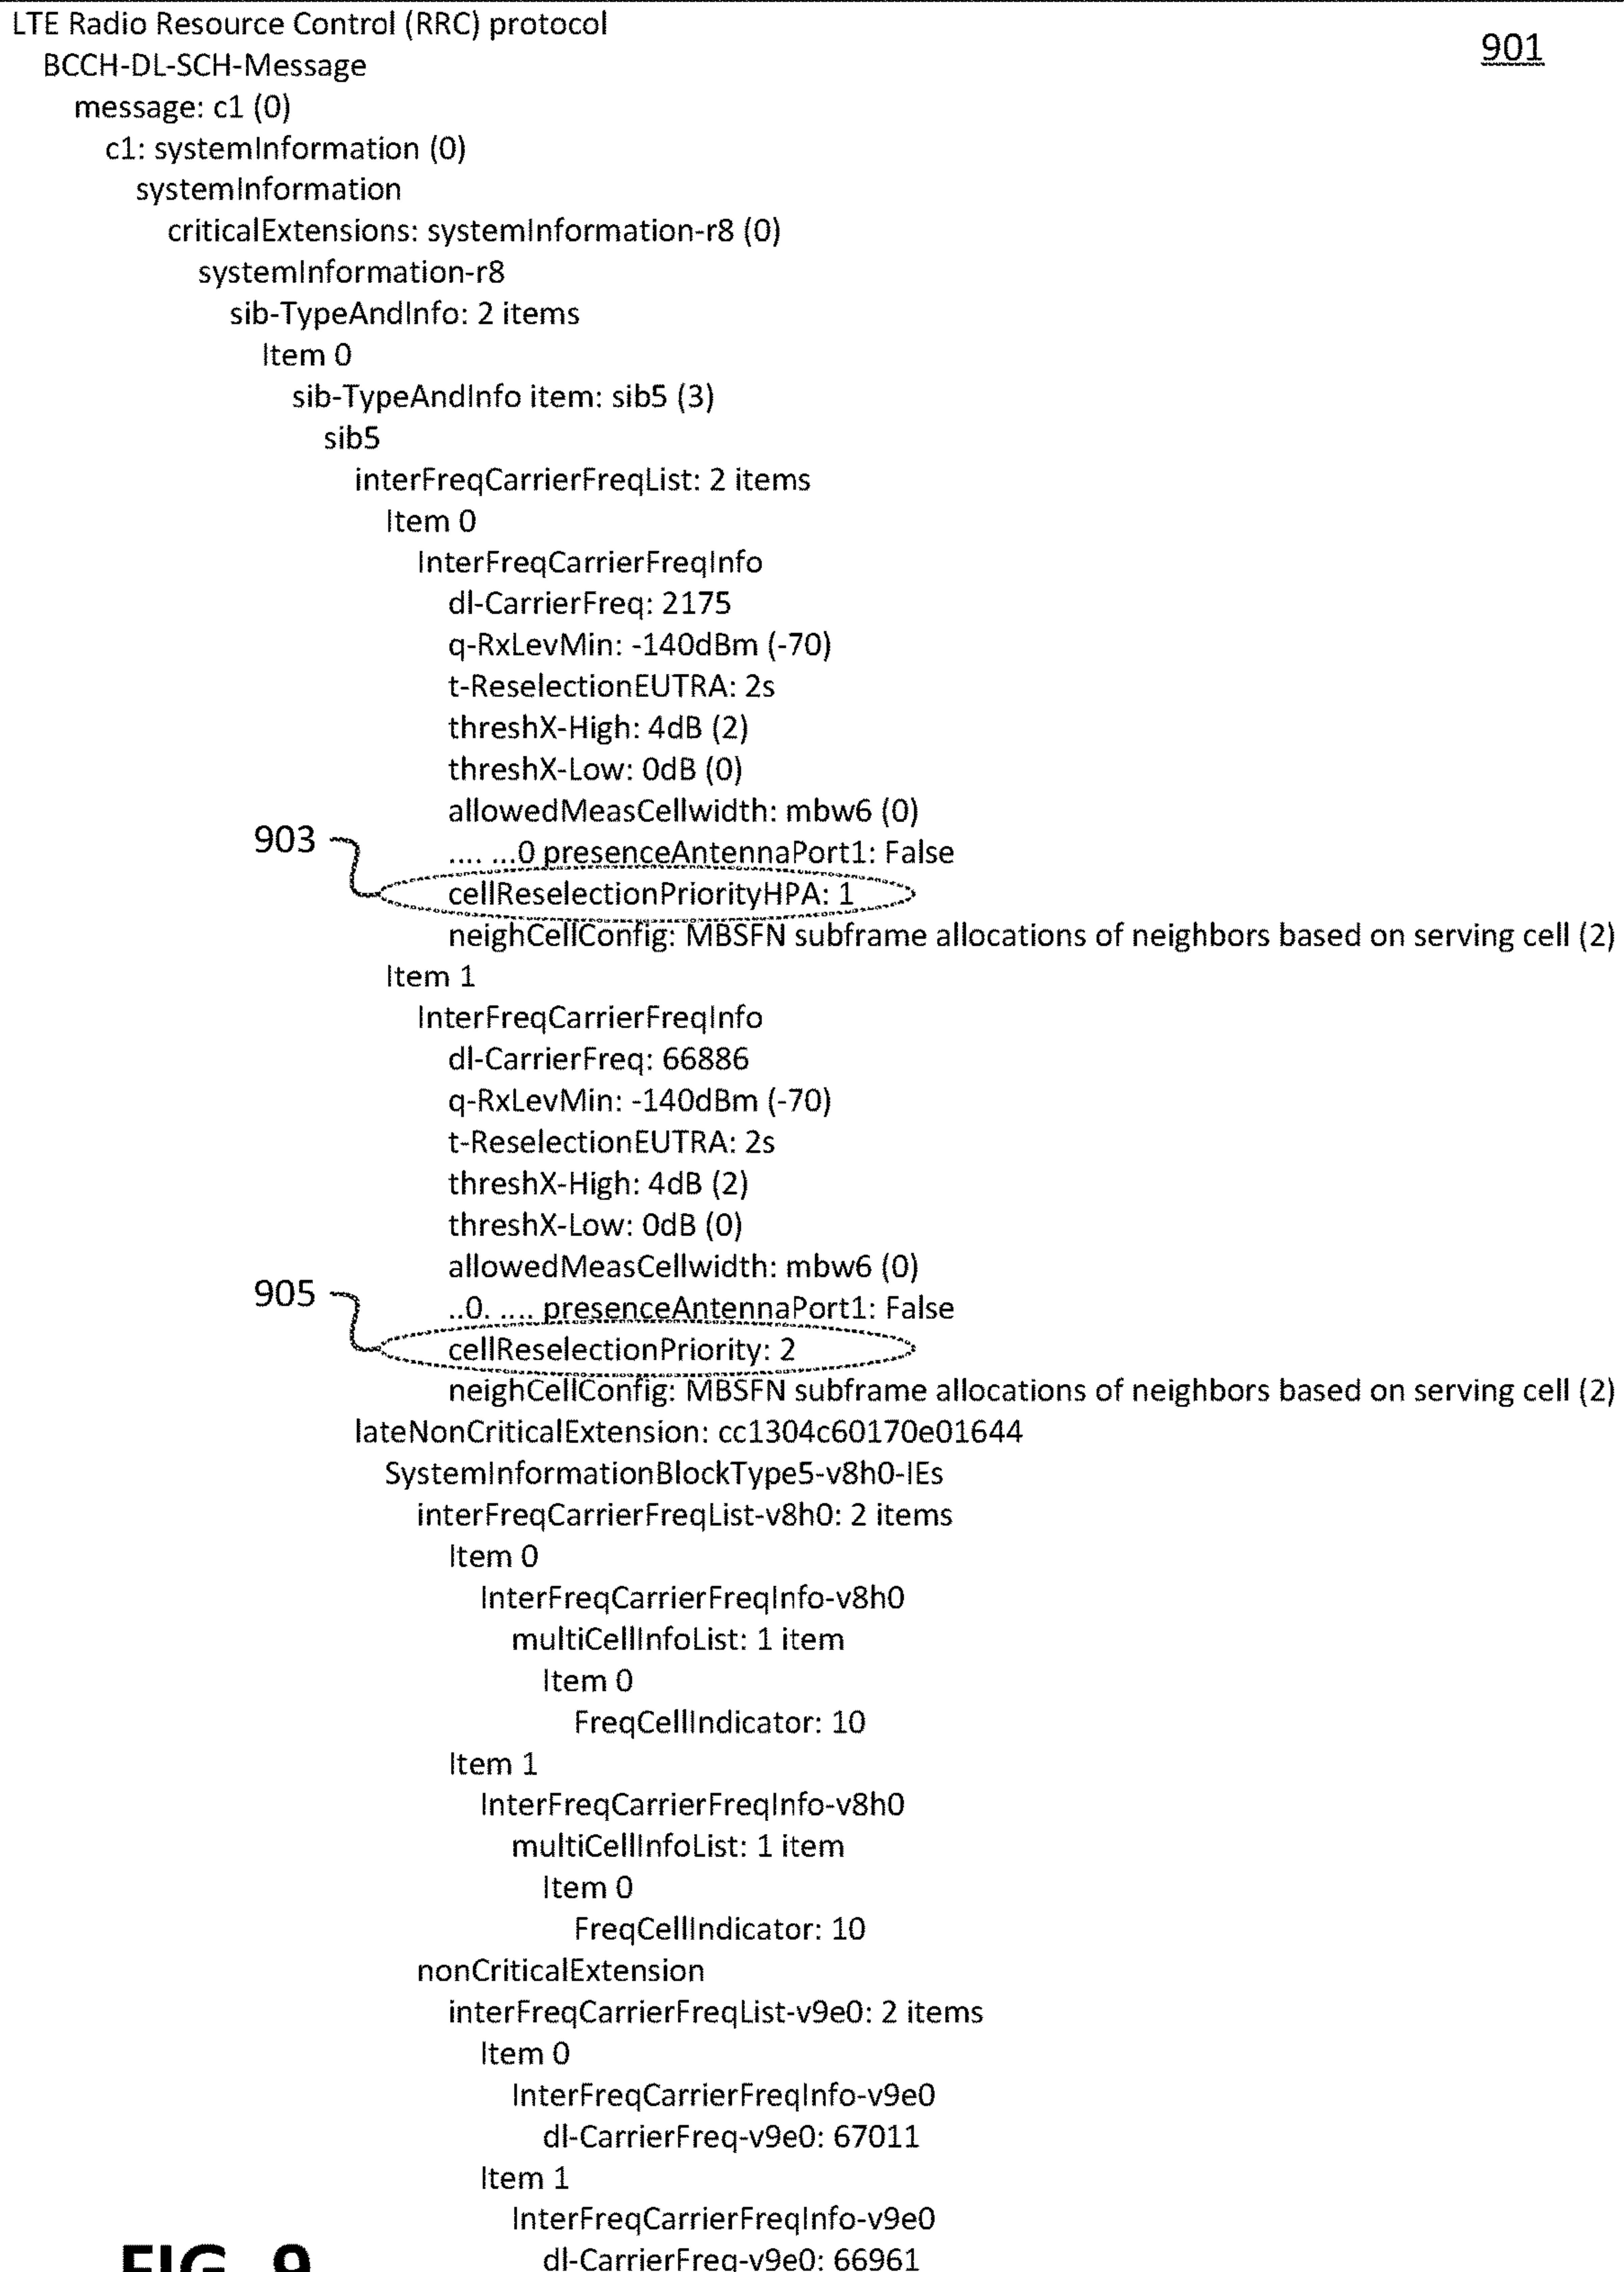 LTE Radio Resource Control (RRC) protocol
901
BCCH-DL-SCH-Message
message: c1 (0)
c1: systemInformation (0)
systemInformation
criticalExtensions: systemInformation-r8 (0)
systemInformation-r8
sib-TypeAndInfo: 2 items
Item 0
sib-TypeAndInfo item: sib5 (3)
sib5
interFreqCarrierFreqList: 2 items
Item 0
InterFreqCarrierFreqInfo
dl-CarrierFreq: 2175
q-RxLevMin: -140dBm (-70)
t-ReselectionEUTRA: 2s
threshX-High: 4dB (2)
threshX-Low: 0dB (0)
allowedMeasCellwidth: mbw6 (0)
903
.... ...0 presenceAntennaPort1: False
cellReselectionPriorityHPA: 1
neighCellConfig: MBSFN subframe allocations of neighbors based on serving cell (2)
Item 1
InterFreqCarrierFreqInfo
dl-CarrierFreq: 66886
q-RxLevMin: -140dBm (-70)
t-ReselectionEUTRA: 2s
threshX-High: 4dB (2)
threshX-Low: 0dB (0)
allowedMeasCellwidth: mbw6 (0)
905
..0. .... presenceAntennaPort1: False
cellReselectionPriority: 2
neighCellConfig: MBSFN subframe allocations of neighbors based on serving cell (2)
lateNonCriticalExtension: cc1304c60170e01644
SystemInformationBlockType5-v8h0-IEs
interFreqCarrierFreqList-v8h0: 2 items
Item 0
InterFreqCarrierFreqInfo-v8h0
multiCellInfoList: 1 item
Item 0
FreqCellIndicator: 10
Item 1
InterFreqCarrierFreqInfo-v8h0
multiCellInfoList: 1 item
Item 0
FreqCellIndicator: 10
nonCriticalExtension
interFreqCarrierFreqList-v9e0: 2 items
Item 0
InterFreqCarrierFreqInfo-v9e0
dl-CarrierFreq-v9e0: 67011
Item 1
InterFreqCarrierFreqInfo-v9e0
dl-CarrierFreq-v9e0: 66961
FIG. 9